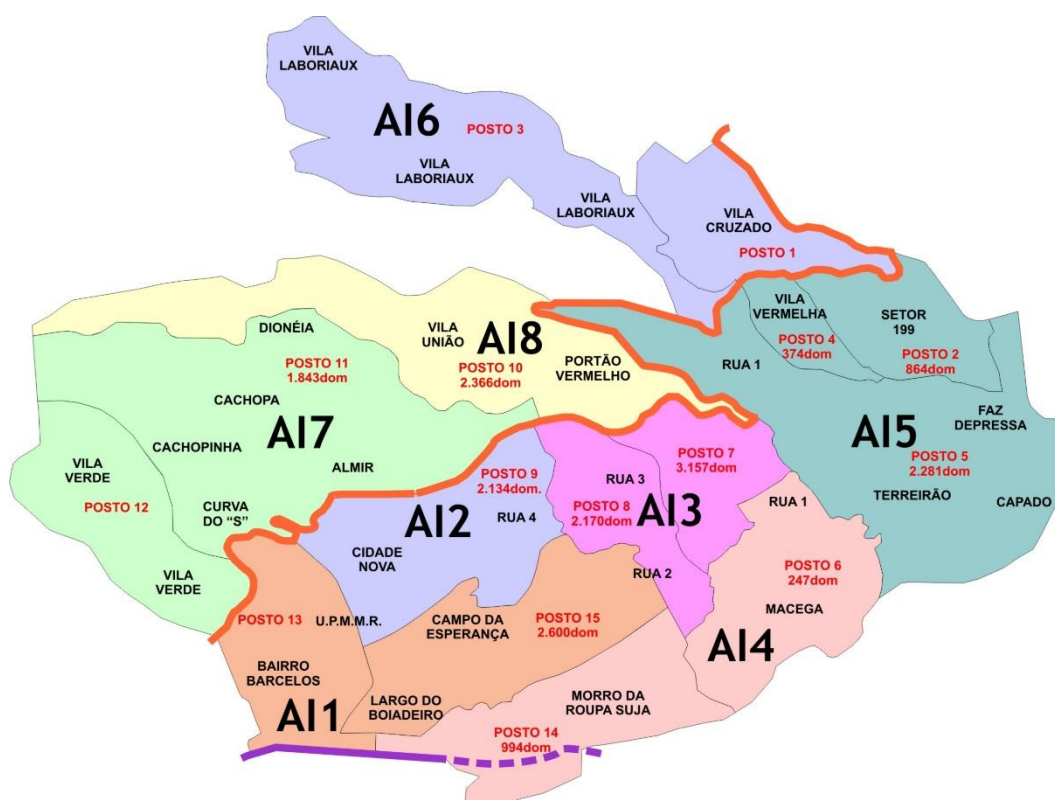 VILA
LABORIAUX
AI6
POSTO 3
VILA
LABORIAUX
VILA
LABORIAUX
VILA
CRUZADO
POSTO 1
VILA
VERMELHA
POSTO 4
374dom
SETOR
199
POSTO 2
864dom
DIONÉIA
VILA
UNIÃO
AI8
POSTO 10
2.366dom
PORTÃO
VERMELHO
RUA 1
POSTO 11
1.843dom
CACHOPA
AI7
CACHOPINHA
ALMIR
VILA
VERDE
POSTO 12
CURVA
DO “S”
VILA
VERDE
FAZ
DEPRESSA
AI5
POSTO 5
2.281dom
TERREIRÃO
CAPADO
POSTO 9
2.134dom.
AI2
RUA 4
CIDADE
NOVA
POSTO 7
3.157dom
RUA 3
POSTO 8
2.170dom
AI3
RUA 2
RUA 1
POSTO 6
247dom
MACEGA
AI4
POSTO 13
U.P.M.M.R.
CAMPO DA
ESPERANÇA
POSTO 15
2.600dom
BAIRRO
BARCELOS
AI1
LARGO DO
BOIADEIRO
MORRO DA
ROUPA SUJA
POSTO 14
994dom